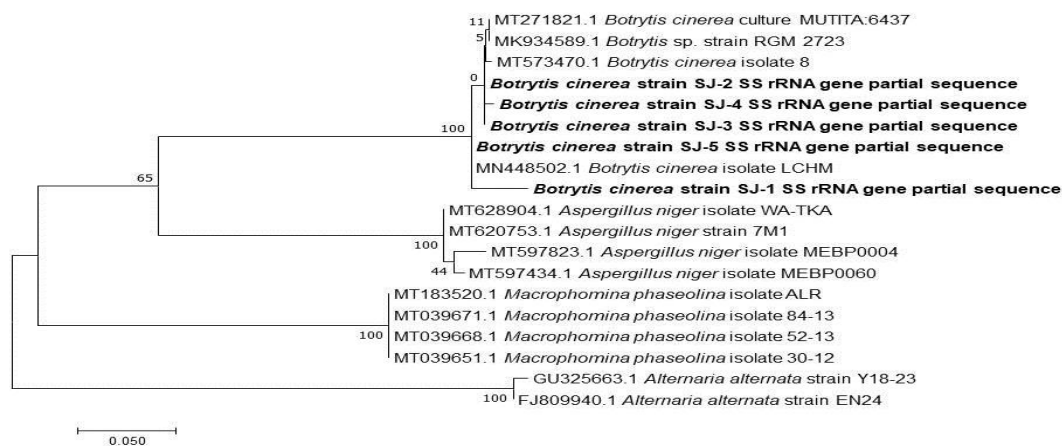 11 MT271821.1 Botrytis cinerea culture MUTITA:6437
5 MK934589.1 Botrytis sp. strain RGM 2723
MT573470.1 Botrytis cinerea isolate 8
0 Botrytis cinerea strain SJ-2 SS rRNA gene partial sequence
Botrytis cinerea strain SJ-4 SS rRNA gene partial sequence
Botrytis cinerea strain SJ-3 SS rRNA gene partial sequence
100 Botrytis cinerea strain SJ-5 SS rRNA gene partial sequence
MN448502.1 Botrytis cinerea isolate LCHM
65 Botrytis cinerea strain SJ-1 SS rRNA gene partial sequence
MT628904.1 Aspergillus niger isolate WA-TKA
MT620753.1 Aspergillus niger strain 7M1
100 MT597823.1 Aspergillus niger isolate MEBP0004
44 MT597434.1 Aspergillus niger isolate MEBP0060
MT183520.1 Macrophomina phaseolina isolate ALR
MT039671.1 Macrophomina phaseolina isolate 84-13
100 MT039668.1 Macrophomina phaseolina isolate 52-13
MT039651.1 Macrophomina phaseolina isolate 30-12
GU325663.1 Alternaria alternata strain Y18-23
100 FJ809940.1 Alternaria alternata strain EN24
0.050